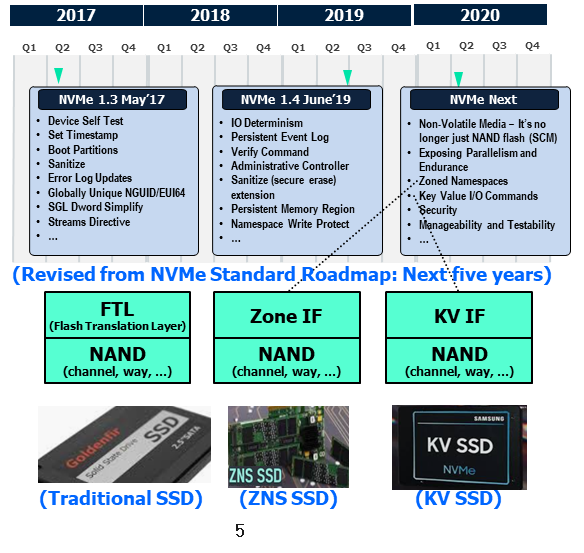 2017 2018 2019 2020
Q1 Q2 Q3 Q4 Q1 Q2 Q3 Q4 Q1 Q2 Q3 Q4 Q1 Q2 Q3 Q4
NVMe 1.3 May’17
• Device Self Test
• Set Timestamp
• Boot Partitions
• Sanitize
• Error Log Updates
• Globally Unique NGUID/EUI64
• SGL Dword Simplify
• Streams Directive
• ...
NVMe 1.4 June’19
• IO Determinism
• Persistent Event Log
• Verify Command
• Administrative Controller
• Sanitize (secure erase)
extension
• Persistent Memory Region
• Namespace Write Protect
• ...
NVMe Next
• Non-Volatile Media – It’s no
longer just NAND flash (SCM)
• Exposing Parallelism and
Endurance
• Zoned Namespaces
• Key Value I/O Commands
• Security
• Manageability and Testability
• ...
(Revised from NVMe Standard Roadmap: Next five years)
FTL
(Flash Translation Layer)
NAND
(channel, way, ...)
Zone IF
NAND
(channel, way, ...)
KV IF
NAND
(channel, way, ...)
Goldenfir
SSD
Solid State Drive
2.5"SATA
(Traditional SSD)
ZNS SSD
(ZNS SSD)
SAMSUNG
KV SSD
NVMe
(KV SSD)
5